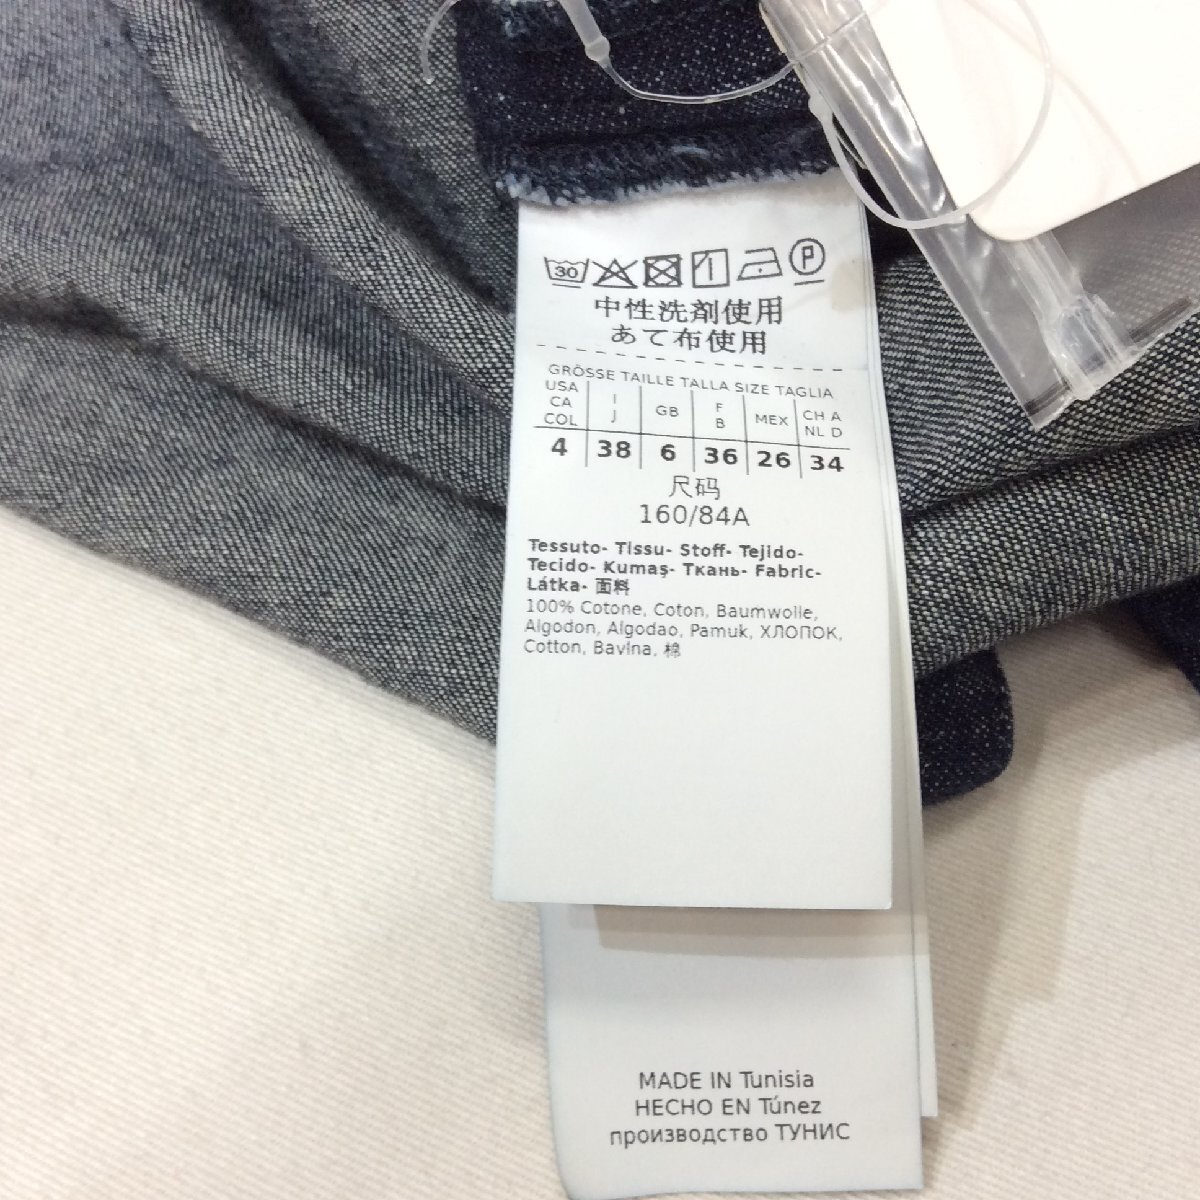 30 P
中性洗剤使用
あて布使用
GRÖSSE TAILLE TALLA SIZE TAGLIA
USA CA COL I J GB F B MEX CH A NL D
4 38 6 36 26 34
尺码
160/84A
Tessuto- Tissu- Stoff- Tejido-
Tecido- Kumaş- Ткань- Fabric-
Látka- 面料
100% Cotone, Coton, Baumwolle,
Algodon, Algodao, Pamuk, ХЛОПОК,
Cotton, Bavlna, 棉
MADE IN Tunisia
HECHO EN Túnez
производство ТУНИС